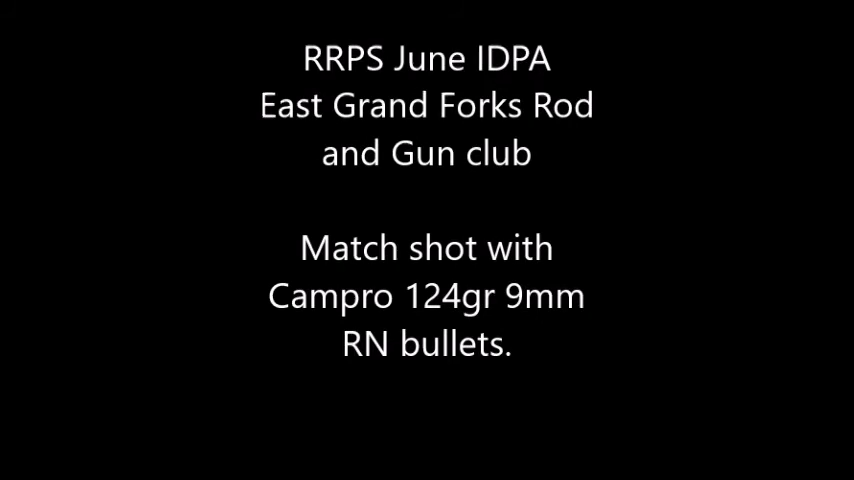 RRPS June IDPA
East Grand Forks Rod
and Gun club
Match shot with
Campro 124gr 9mm
RN bullets.